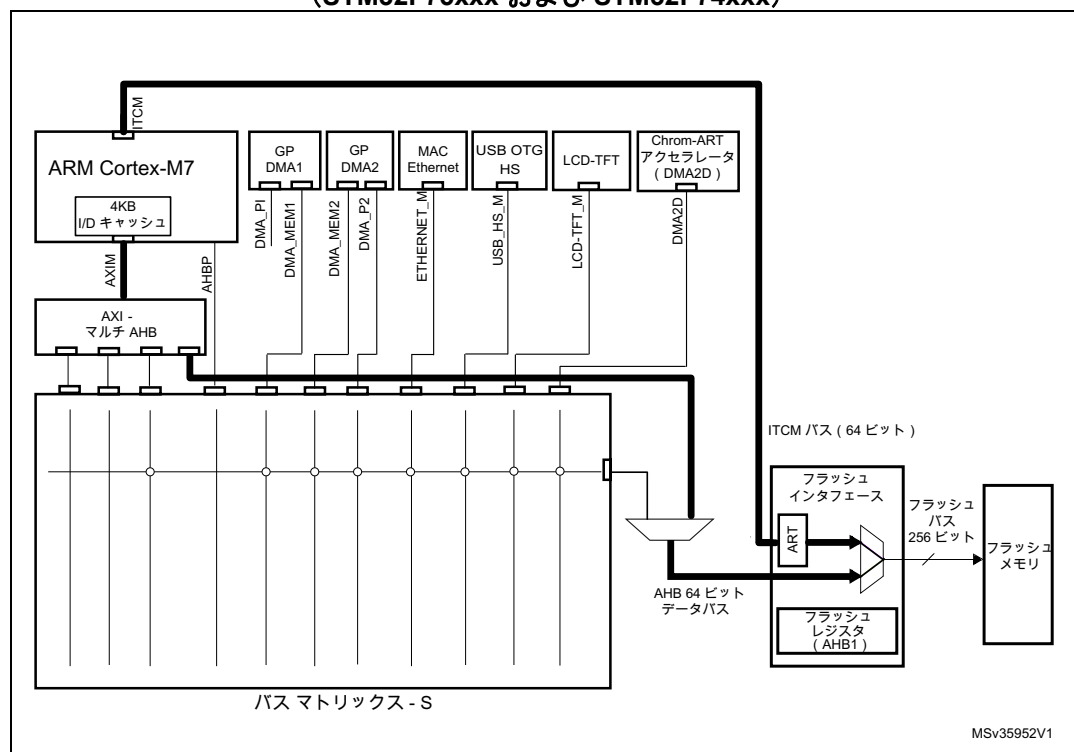 （STM32F75xxx および STM32F74xxx）
ITCM
ARM Cortex-M7
4KB
I/D キャッシュ
GP
DMA1
GP
DMA2
MAC
Ethernet
USB OTG
HS
LCD-TFT
Chrom-ART
アクセラレータ
（DMA2D）
AXIM
AHBP
DMA_PI
DMA_MEM1
DMA_MEM2
DMA_P2
ETHERNET_M
USB_HS_M
LCD-TFT_M
DMA2D
AXI -
マルチ AHB
ITCM バス（64 ビット）
フラッシュ
インタフェース
ART
フラッシュ
バス
256 ビット
フラッシュ
メモリ
AHB 64 ビット
データバス
フラッシュ
レジスタ
（AHB1）
バス マトリックス - S
MSv35952V1